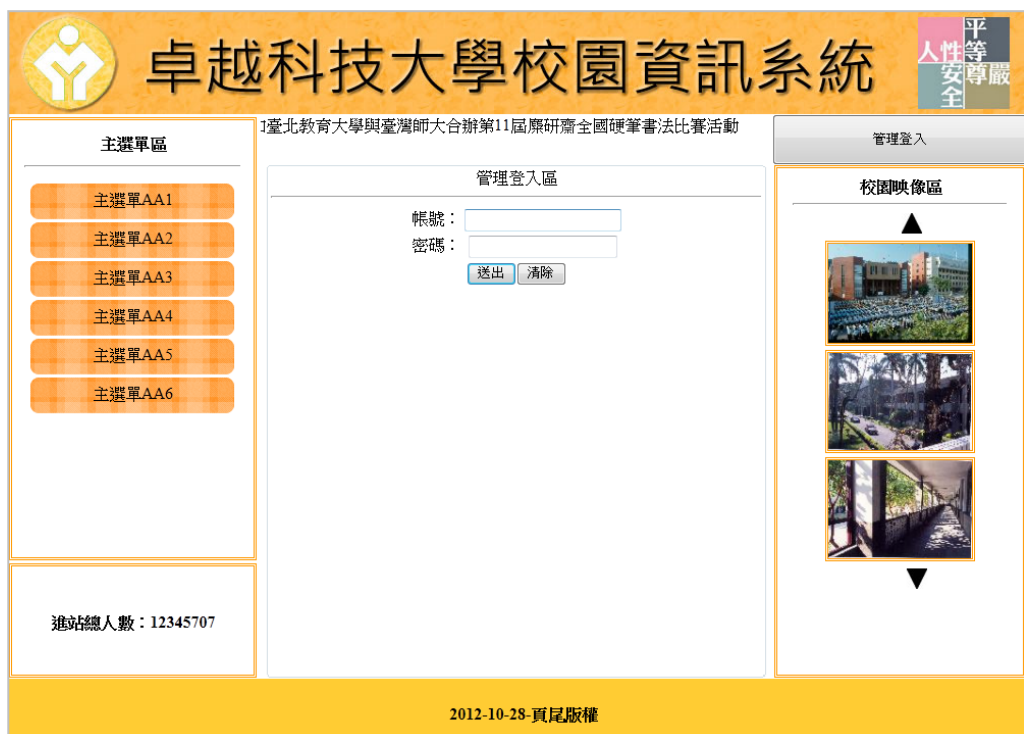 卓越科技大學校園資訊系統
平等
人性尊嚴
安全
臺北教育大學與臺灣師大合辦第11屆麋研齋全國硬筆書法比賽活動
管理登入
主選單區
主選單AA1
主選單AA2
主選單AA3
主選單AA4
主選單AA5
主選單AA6
進站總人數：12345707
管理登入區
帳號：
密碼：
送出 清除
校園映像區
▲
▼
2012-10-28-頁尾版權